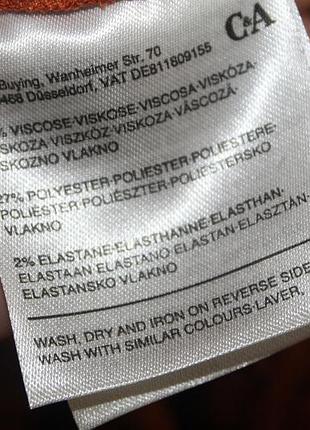 C&A
Buying, Wanheimer Str. 70
468 Düsseldorf, VAT DE811809155
% VISCOSE·VISKOSE·VISCOSA·VISKÓZA·
SKOZA VISZKÓZ·VISKOZA·VÂSCOZĂ·
SKOZNO VLAKNO
27% POLYESTER·POLIESTER·POLIESTERE·
POLIESTER·POLIÉSZTER·POLIESTERSKO
VLAKNO
2% ELASTANE·ELASTHANNE·ELASTHAN·
ELASTAAN·ELASTANO·ELASTAN·ELASZTÁN·
ELASTANSKO VLAKNO
WASH, DRY AND IRON ON REVERSE SIDE
WASH WITH SIMILAR COLOURS·LAVER,